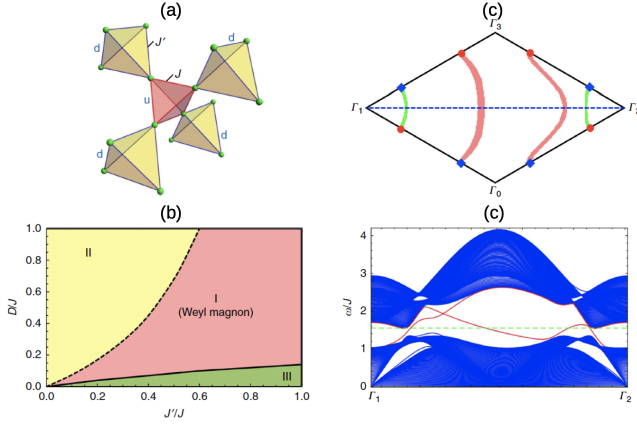 (a)
d
J'
J
d
u
d
d
(c)
Γ3
Γ1
Γ2
Γ0
(b)
1.0
0.8
0.6
0.4
0.2
0.0
D/J
II
I
(Weyl magnon)
III
0.0 0.2 0.4 0.6 0.8 1.0
J'/J
(c)
4
3
2
1
0
ω/J
Γ1 Γ2